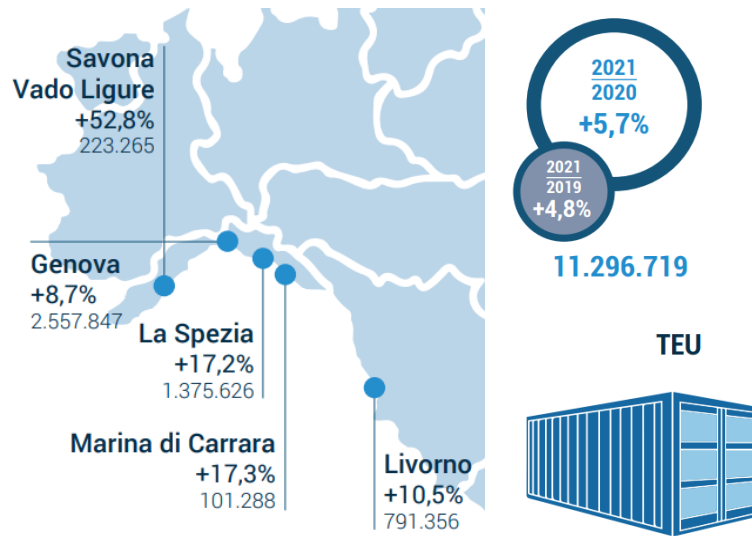 Savona
Vado Ligure
+52,8%
223.265
Genova
+8,7%
2.557.847
La Spezia
+17,2%
1.375.626
Marina di Carrara
+17,3%
101.288
Livorno
+10,5%
791.356
2021
2020
+5,7%
2021
2019
+4,8%
11.296.719
TEU